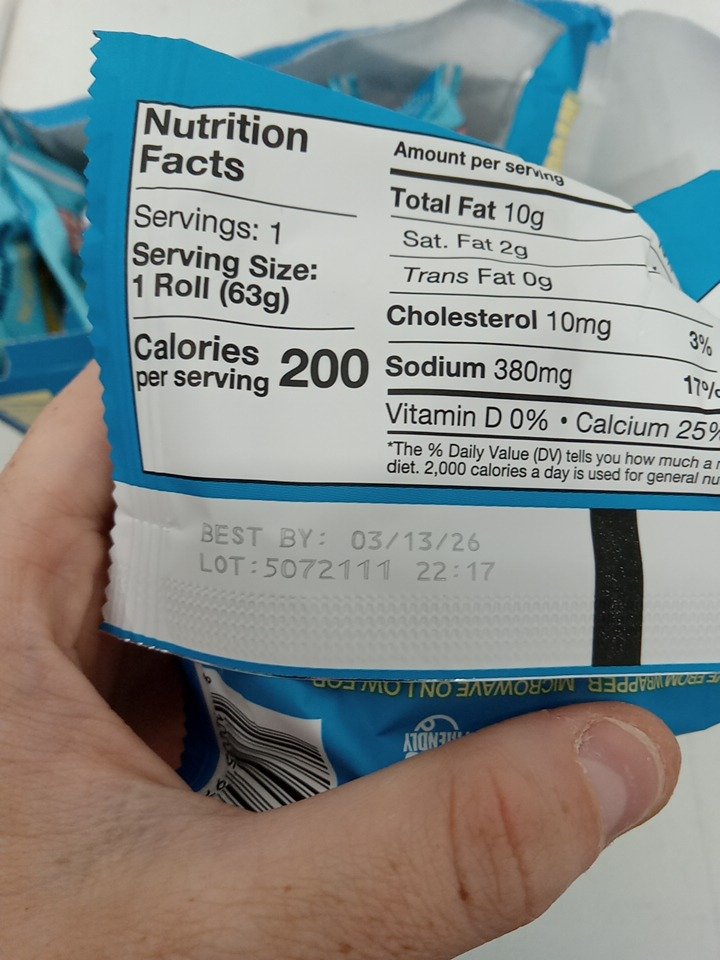 Nutrition
Facts
Servings: 1
Serving Size:
1 Roll (63g)
Calories
per serving 200
Amount per serving
Total Fat 10g
Sat. Fat 2g
Trans Fat 0g
Cholesterol 10mg 3%
Sodium 380mg 17%
Vitamin D 0% • Calcium 25%
*The % Daily Value (DV) tells you how much a
diet. 2,000 calories a day is used for general
BEST BY: 03/13/26
LOT:5072111 22:17
WRAPPER MICROWAVE ON LOW FOR